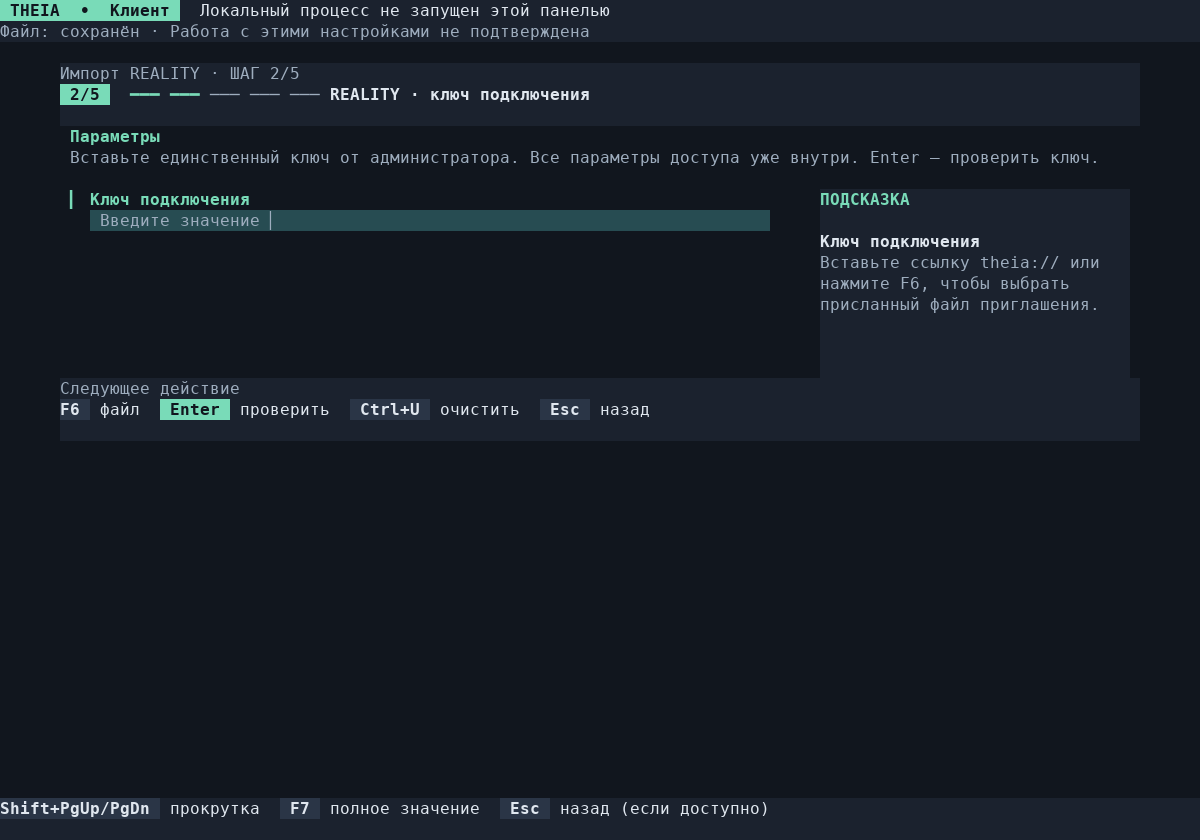 THEIA • Клиент Локальный процесс не запущен этой панелью
Файл: сохранён · Работа с этими настройками не подтверждена
Импорт REALITY · ШАГ 2/5
2/5 ━━━ ━━━ ─── ─── ─── REALITY · ключ подключения
Параметры
Вставьте единственный ключ от администратора. Все параметры доступа уже внутри. Enter — проверить ключ.
Ключ подключения
Введите значение
ПОДСКАЗКА
Ключ подключения
Вставьте ссылку theia:// или
нажмите F6, чтобы выбрать
присланный файл приглашения.
Следующее действие
F6 файл Enter проверить Ctrl+U очистить Esc назад
Shift+PgUp/PgDn прокрутка F7 полное значение Esc назад (если доступно)